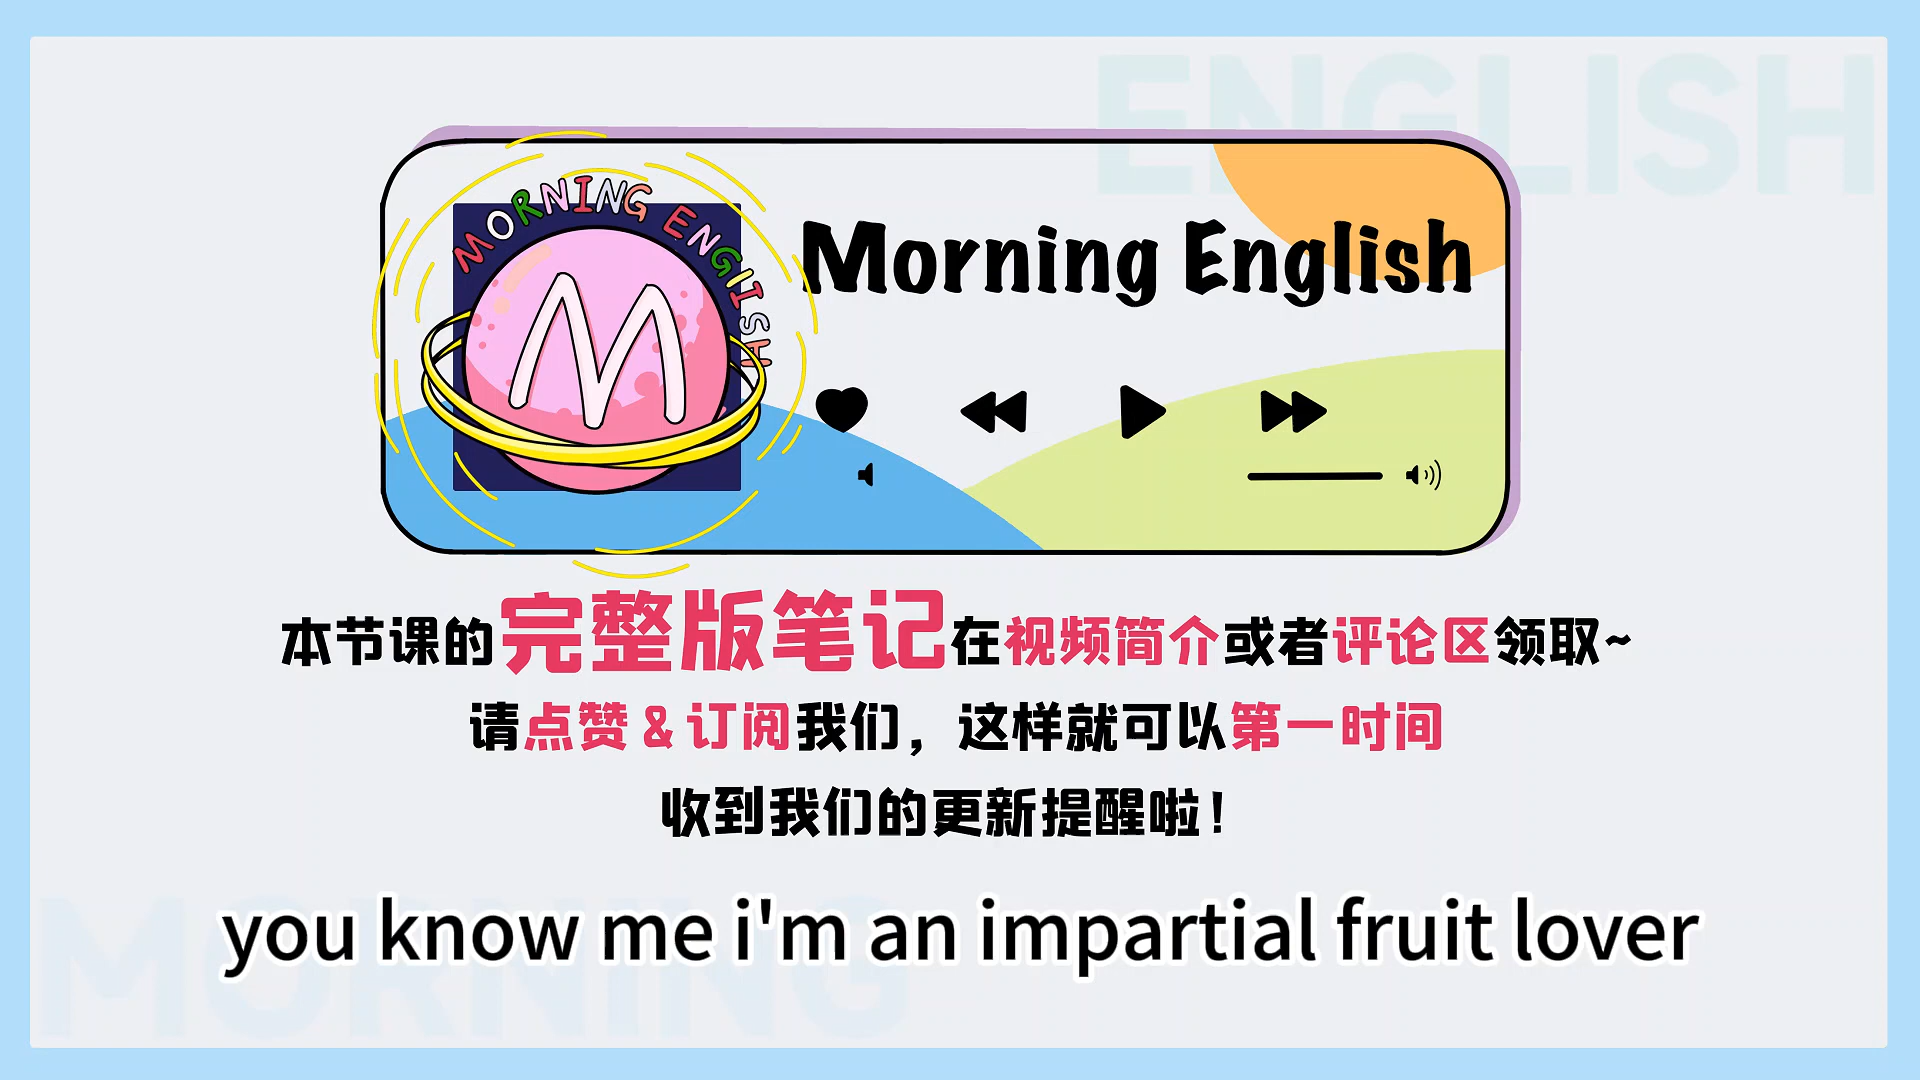 ENGLISH
MORNING ENGLISH
M
Morning English
本节课的完整版笔记在视频简介或者评论区领取~
请点赞&订阅我们，这样就可以第一时间
收到我们的更新提醒啦！
MORNING
you know me i'm an impartial fruit lover